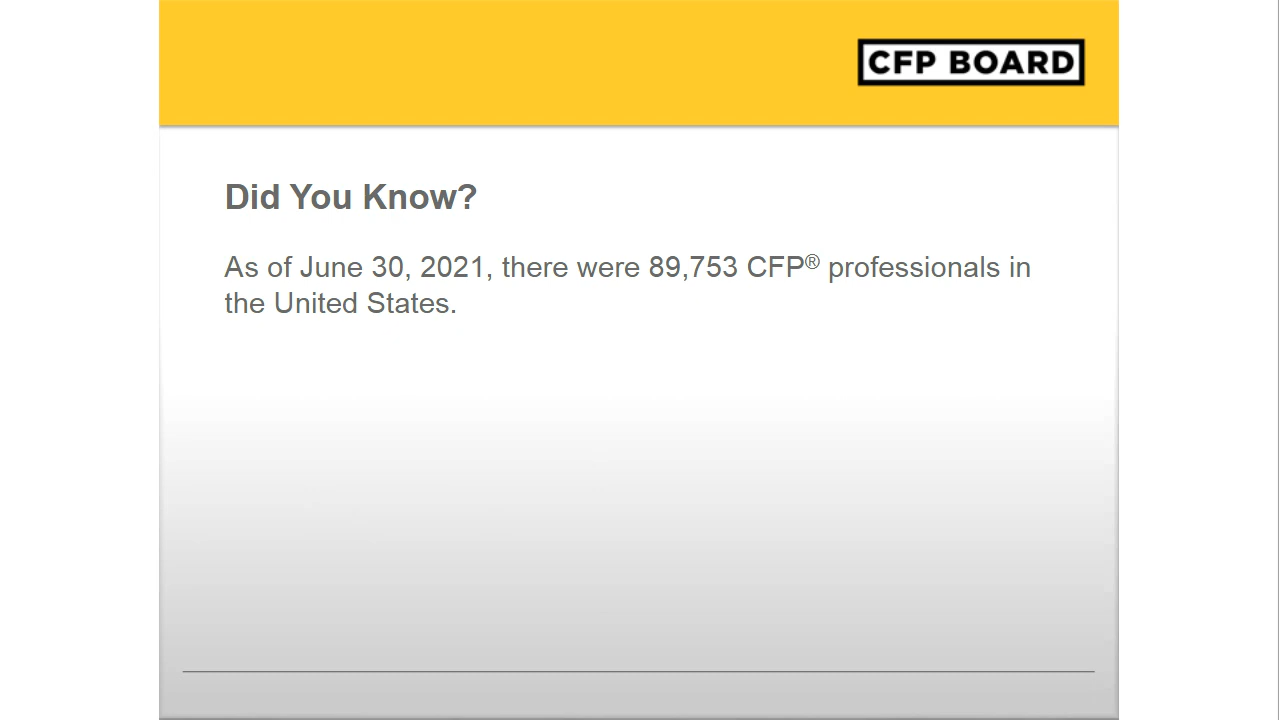 CFP BOARD
Did You Know?
As of June 30, 2021, there were 89,753 CFP® professionals in
the United States.